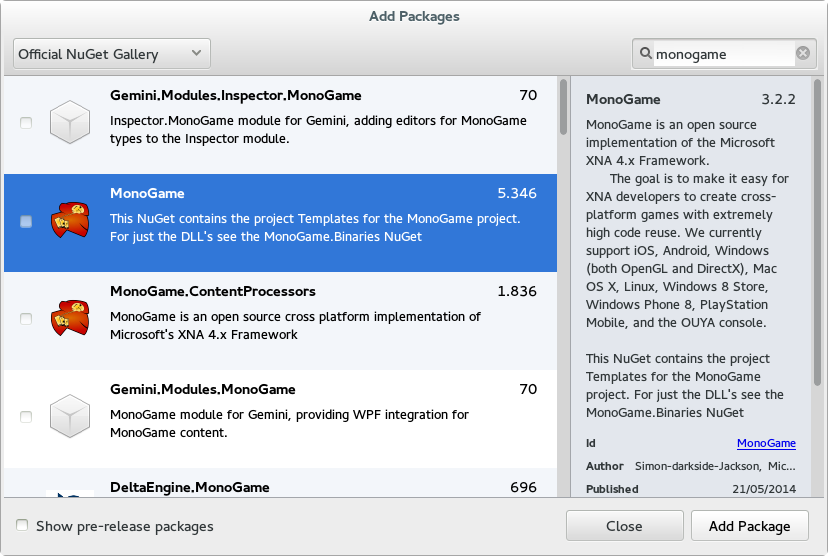 Add Packages
Official NuGet Gallery
monogame
Gemini.Modules.Inspector.MonoGame 70
Inspector.MonoGame module for Gemini, adding editors for MonoGame
types to the Inspector module.
MonoGame 5.346
This NuGet contains the project Templates for the MonoGame project.
For just the DLL's see the MonoGame.Binaries NuGet
MonoGame.ContentProcessors 1.836
MonoGame is an open source cross platform implementation of
Microsoft's XNA 4.x Framework
Gemini.Modules.MonoGame 70
MonoGame module for Gemini, providing WPF integration for
MonoGame content.
DeltaEngine.MonoGame 696
MonoGame 3.2.2
MonoGame is an open source
implementation of the Microsoft
XNA 4.x Framework.
The goal is to make it easy for
XNA developers to create cross-
platform games with extremely
high code reuse. We currently
support iOS, Android, Windows
(both OpenGL and DirectX), Mac
OS X, Linux, Windows 8 Store,
Windows Phone 8, PlayStation
Mobile, and the OUYA console.
This NuGet contains the project
Templates for the MonoGame
project. For just the DLL's see the
MonoGame.Binaries NuGet
Id MonoGame
Author Simon-darkside-Jackson, Mic...
Published 21/05/2014
Show pre-release packages
Close
Add Package